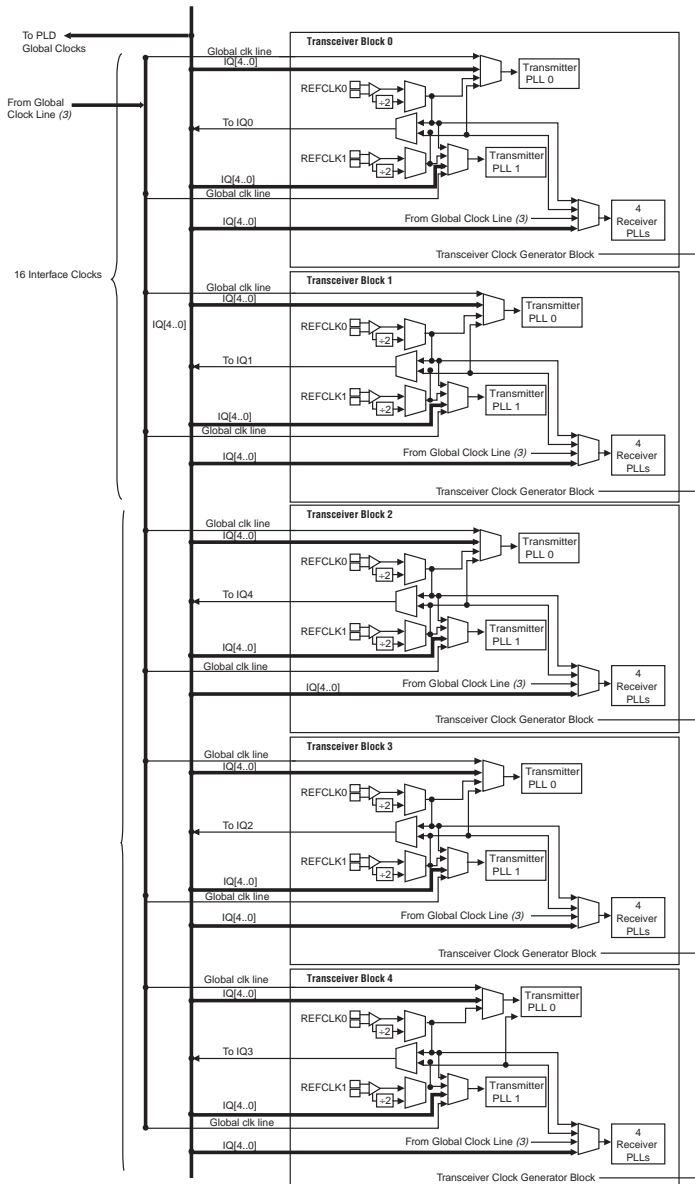 To PLD
Global Clocks
From Global
Clock Line (3)
16 Interface Clocks
IQ[4..0]
Transceiver Block 0
Global clk line
IQ[4..0]
REFCLK0
÷2
Transmitter
PLL 0
To IQ0
REFCLK1
÷2
Transmitter
PLL 1
IQ[4..0]
Global clk line
IQ[4..0]
From Global Clock Line (3)
4
Receiver
PLLs
Transceiver Clock Generator Block
Transceiver Block 1
Global clk line
IQ[4..0]
REFCLK0
÷2
Transmitter
PLL 0
To IQ1
REFCLK1
÷2
Transmitter
PLL 1
IQ[4..0]
Global clk line
IQ[4..0]
From Global Clock Line (3)
4
Receiver
PLLs
Transceiver Clock Generator Block
Transceiver Block 2
Global clk line
IQ[4..0]
REFCLK0
÷2
Transmitter
PLL 0
To IQ4
REFCLK1
÷2
Transmitter
PLL 1
IQ[4..0]
Global clk line
IQ[4..0]
From Global Clock Line (3)
4
Receiver
PLLs
Transceiver Clock Generator Block
Transceiver Block 3
Global clk line
IQ[4..0]
REFCLK0
÷2
Transmitter
PLL 0
To IQ2
REFCLK1
÷2
Transmitter
PLL 1
IQ[4..0]
Global clk line
IQ[4..0]
From Global Clock Line (3)
4
Receiver
PLLs
Transceiver Clock Generator Block
Transceiver Block 4
Global clk line
IQ[4..0]
REFCLK0
÷2
Transmitter
PLL 0
To IQ3
REFCLK1
÷2
Transmitter
PLL 1
IQ[4..0]
Global clk line
IQ[4..0]
From Global Clock Line (3)
4
Receiver
PLLs
Transceiver Clock Generator Block